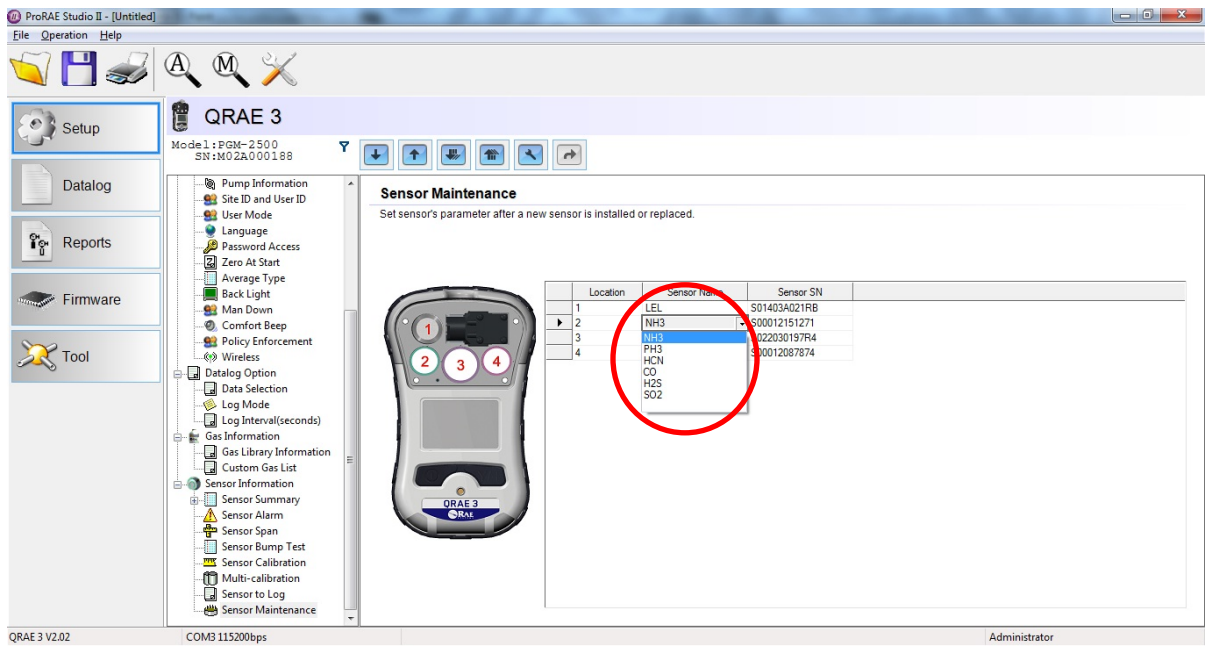 ProRAE Studio II - [Untitled]
File Operation Help
A M
Setup
Datalog
Reports
Firmware
Tool
QRAE 3
Model:PGM-2500
SN:M02A000188
Pump Information
Site ID and User ID
User Mode
Language
Password Access
Zero At Start
Average Type
Back Light
Man Down
Comfort Beep
Policy Enforcement
Wireless
Datalog Option
Data Selection
Log Mode
Log Interval(seconds)
Gas Information
Gas Library Information
Custom Gas List
Sensor Information
Sensor Summary
Sensor Alarm
Sensor Span
Sensor Bump Test
Sensor Calibration
Multi-calibration
Sensor to Log
Sensor Maintenance
Sensor Maintenance
Set sensor's parameter after a new sensor is installed or replaced.
1
2 3 4
QRAE 3
RAE
Location Sensor Name Sensor SN
1 LEL S01403A021RB
2 NH3 S00012151271
3 022030197R4
4 S00012087874
NH3
PH3
HCN
CO
H2S
SO2
QRAE 3 V2.02 COM3 115200bps Administrator